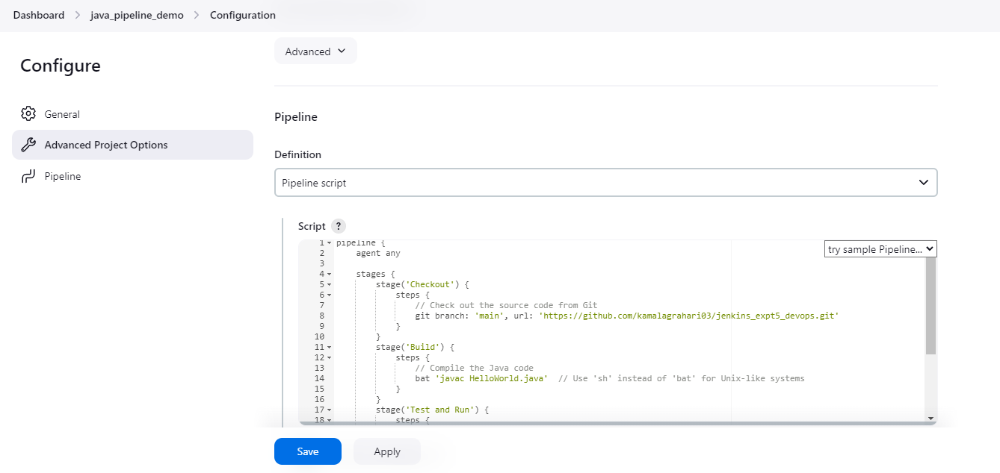 Dashboard > java_pipeline_demo > Configuration
Configure
General
Advanced Project Options
Pipeline
Advanced
Pipeline
Definition
Pipeline script
Script ?
try sample Pipeline...
1 pipeline {
2     agent any
3
4     stages {
5         stage('Checkout') {
6             steps {
7                 // Check out the source code from Git
8                 git branch: 'main', url: 'https://github.com/kamalagrahari03/jenkins_expt5_devops.git'
9             }
10         }
11         stage('Build') {
12             steps {
13                 // Compile the Java code
14                 bat 'javac HelloWorld.java'  // Use 'sh' instead of 'bat' for Unix-like systems
15             }
16         }
17         stage('Test and Run') {
18             steps {
Save
Apply